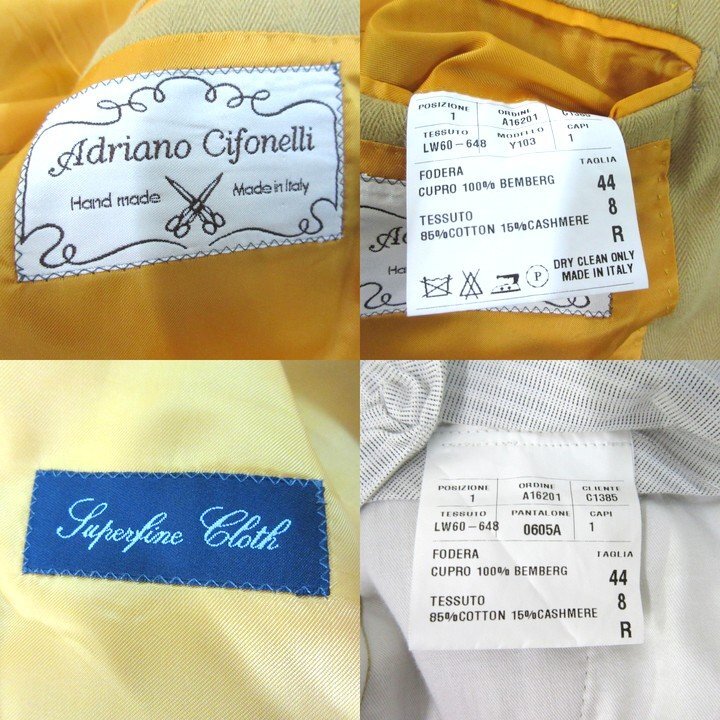 Adriano Cifonelli
Hand made
Made in Italy
POSIZIONE ORDINE
1 A16201 C1385
TESSUTO MODELLO CAPI
LW60-648 Y103 1
FODERA TAGLIA
CUPRO 100% BEMBERG 44
TESSUTO 8
85%COTTON 15%CASHMERE
R
P DRY CLEAN ONLY
MADE IN ITALY
Ad
Han
Superfine Cloth
POSIZIONE ORDINE CLIENTE
1 A16201 C1385
TESSUTO PANTALONE CAPI
LW60-648 0605A 1
FODERA TAGLIA
CUPRO 100% BEMBERG 44
TESSUTO 8
85%COTTON 15%CASHMERE
R